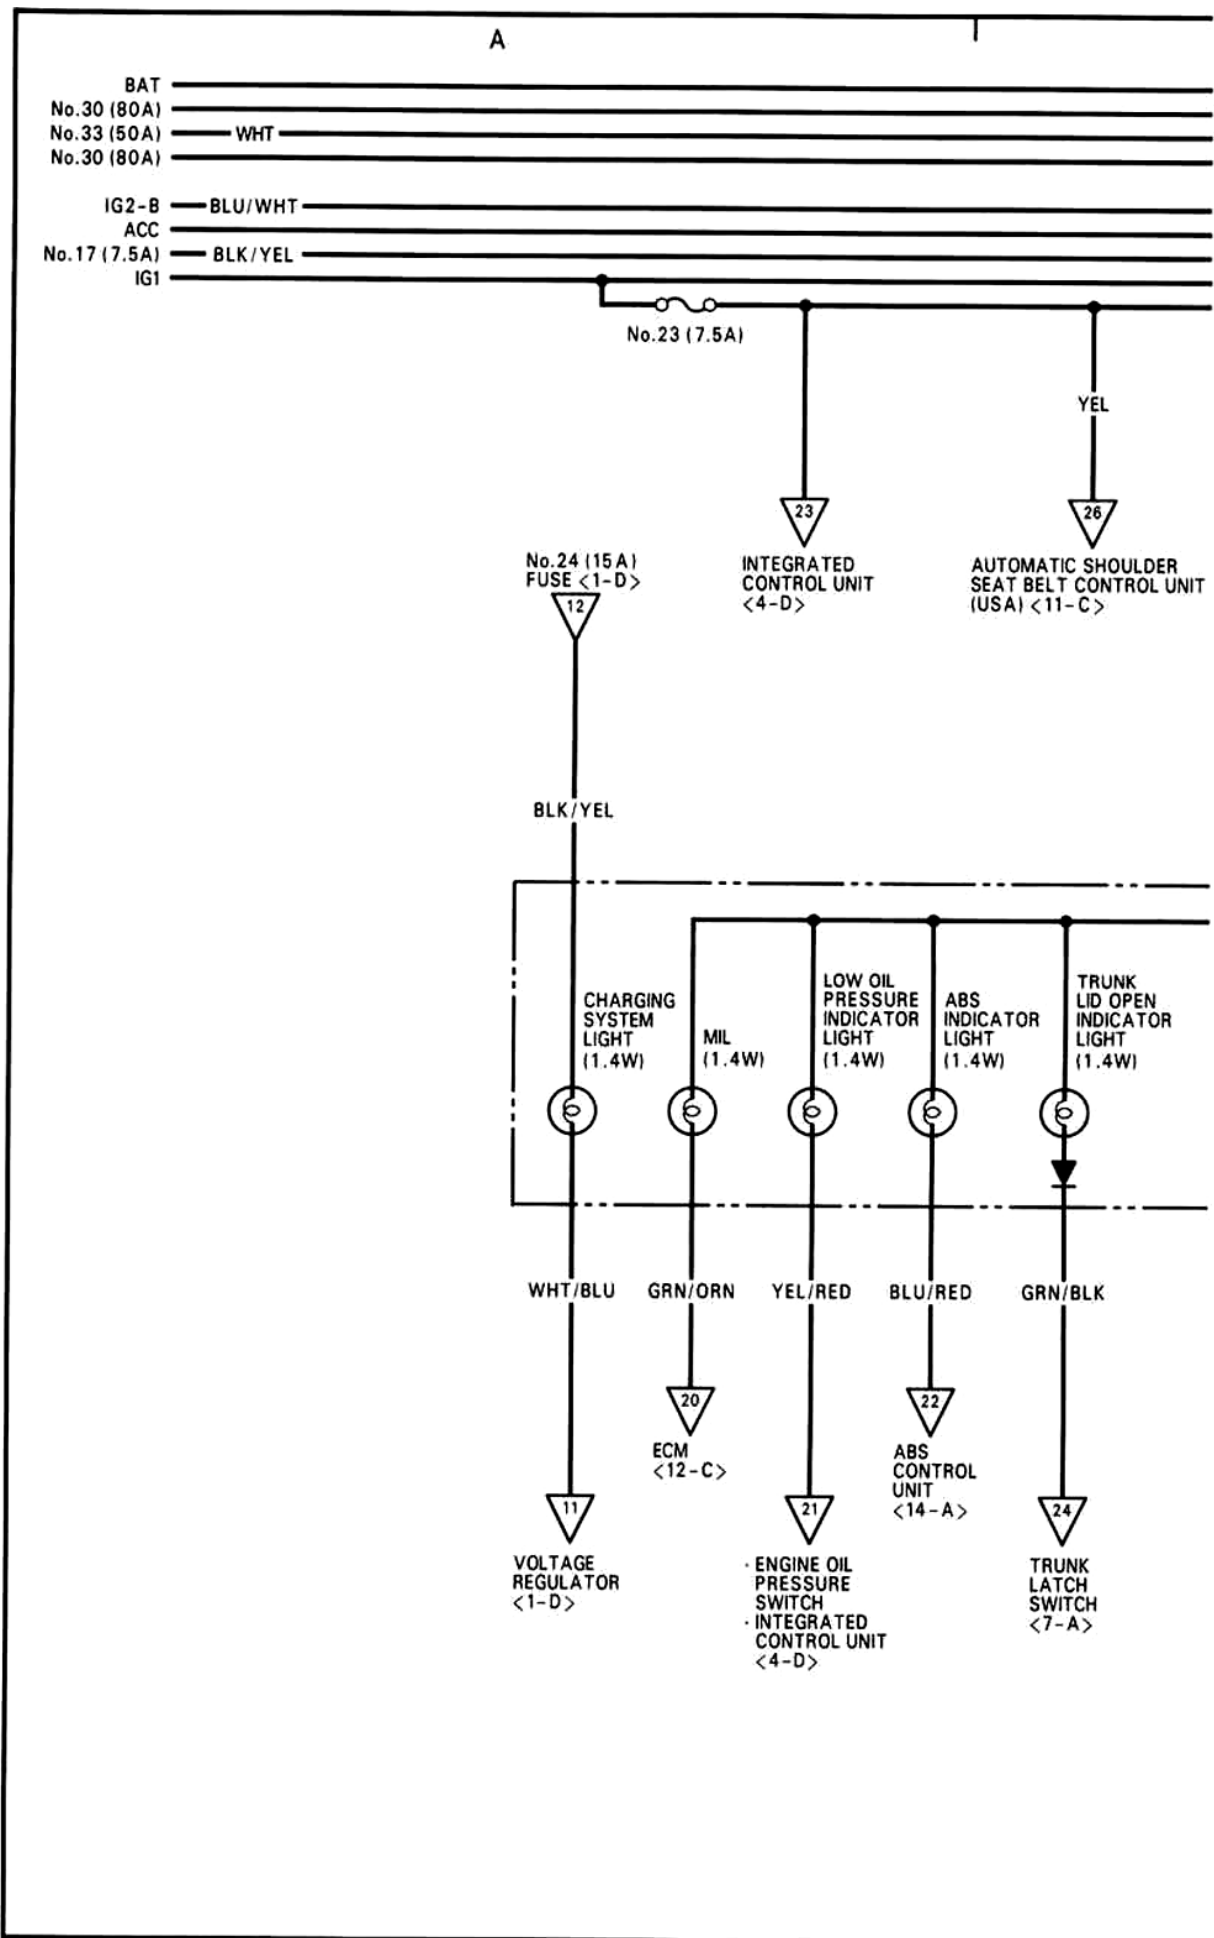 A
BAT
No.30 (80A)
No.33 (50A)
WHT
No.30 (80A)
IG2-B
BLU/WHT
ACC
No.17 (7.5A)
BLK/YEL
IG1
No.23 (7.5A)
YEL
23
26
INTEGRATED
CONTROL UNIT
<4-D>
AUTOMATIC SHOULDER
SEAT BELT CONTROL UNIT
(USA) <11-C>
No.24 (15A)
FUSE <1-D>
12
BLK/YEL
CHARGING
SYSTEM
LIGHT
(1.4W)
MIL
(1.4W)
LOW OIL
PRESSURE
INDICATOR
LIGHT
(1.4W)
ABS
INDICATOR
LIGHT
(1.4W)
TRUNK
LID OPEN
INDICATOR
LIGHT
(1.4W)
WHT/BLU
GRN/ORN
YEL/RED
BLU/RED
GRN/BLK
20
ECM
<12-C>
22
ABS
CONTROL
UNIT
<14-A>
11
VOLTAGE
REGULATOR
<1-D>
21
· ENGINE OIL
PRESSURE
SWITCH
· INTEGRATED
CONTROL UNIT
<4-D>
24
TRUNK
LATCH
SWITCH
<7-A>